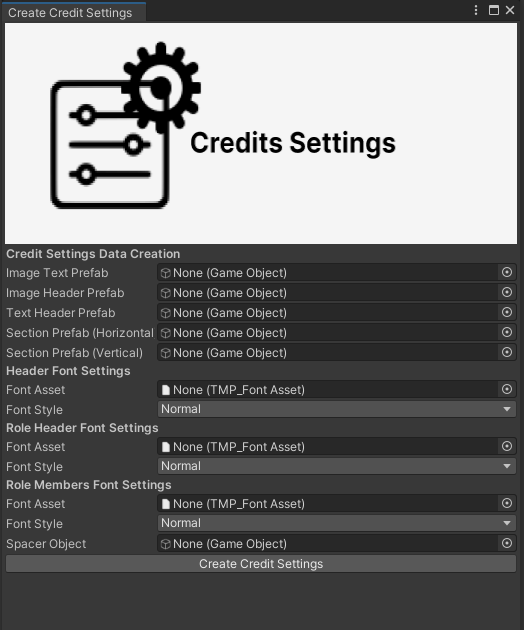 Create Credit Settings
Credits Settings
Credit Settings Data Creation
Image Text Prefab None (Game Object)
Image Header Prefab None (Game Object)
Text Header Prefab None (Game Object)
Section Prefab (Horizontal None (Game Object)
Section Prefab (Vertical) None (Game Object)
Header Font Settings
Font Asset None (TMP_Font Asset)
Font Style Normal
Role Header Font Settings
Font Asset None (TMP_Font Asset)
Font Style Normal
Role Members Font Settings
Font Asset None (TMP_Font Asset)
Font Style Normal
Spacer Object None (Game Object)
Create Credit Settings